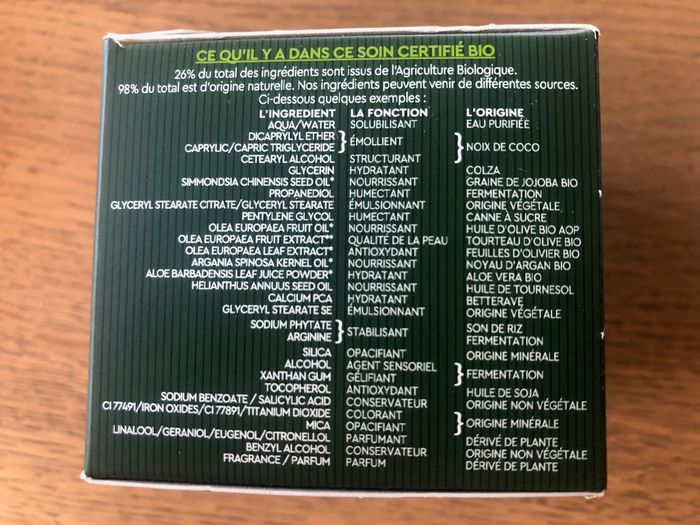 CE QU'IL Y A DANS CE SOIN CERTIFIÉ BIO
26% du total des ingrédients sont issus de l'Agriculture Biologique.
98% du total est d'origine naturelle. Nos ingrédients peuvent venir de différentes sources.
Ci-dessous quelques exemples :
L'INGREDIENT LA FONCTION L'ORIGINE
AQUA/WATER SOLUBILISANT EAU PURIFIÉE
DICAPRYLYL ETHER
CAPRYLIC/CAPRIC TRIGLYCERIDE } ÉMOLLIENT } NOIX DE COCO
CETEARYL ALCOHOL STRUCTURANT
GLYCERIN HYDRATANT COLZA
SIMMONDSIA CHINENSIS SEED OIL* NOURRISSANT GRAINE DE JOJOBA BIO
PROPANEDIOL HUMECTANT FERMENTATION
GLYCERYL STEARATE CITRATE/GLYCERYL STEARATE ÉMULSIONNANT ORIGINE VÉGÉTALE
PENTYLENE GLYCOL HUMECTANT CANNE À SUCRE
OLEA EUROPAEA FRUIT OIL* NOURRISSANT HUILE D'OLIVE BIO AOP
OLEA EUROPAEA FRUIT EXTRACT** QUALITÉ DE LA PEAU TOURTEAU D'OLIVE BIO
OLEA EUROPAEA LEAF EXTRACT* ANTIOXYDANT FEUILLES D'OLIVIER BIO
ARGANIA SPINOSA KERNEL OIL* NOURRISSANT NOYAU D'ARGAN BIO
ALOE BARBADENSIS LEAF JUICE POWDER* HYDRATANT ALOE VERA BIO
HELIANTHUS ANNUUS SEED OIL NOURRISSANT HUILE DE TOURNESOL
CALCIUM PCA HYDRATANT BETTERAVE
GLYCERYL STEARATE SE ÉMULSIONNANT ORIGINE VÉGÉTALE
SODIUM PHYTATE } STABILISANT SON DE RIZ
ARGININE FERMENTATION
SILICA OPACIFIANT ORIGINE MINÉRALE
ALCOHOL AGENT SENSORIEL
XANTHAN GUM GÉLIFIANT } FERMENTATION
TOCOPHEROL ANTIOXYDANT HUILE DE SOJA
SODIUM BENZOATE / SALICYLIC ACID CONSERVATEUR ORIGINE NON VÉGÉTALE
CI 77491/IRON OXIDES/CI 77891/TITANIUM DIOXIDE COLORANT
MICA OPACIFIANT } ORIGINE MINÉRALE
LINALOOL/GERANIOL/EUGENOL/CITRONELLOL PARFUMANT DÉRIVÉ DE PLANTE
BENZYL ALCOHOL CONSERVATEUR ORIGINE NON VÉGÉTALE
FRAGRANCE / PARFUM PARFUM DÉRIVÉ DE PLANTE